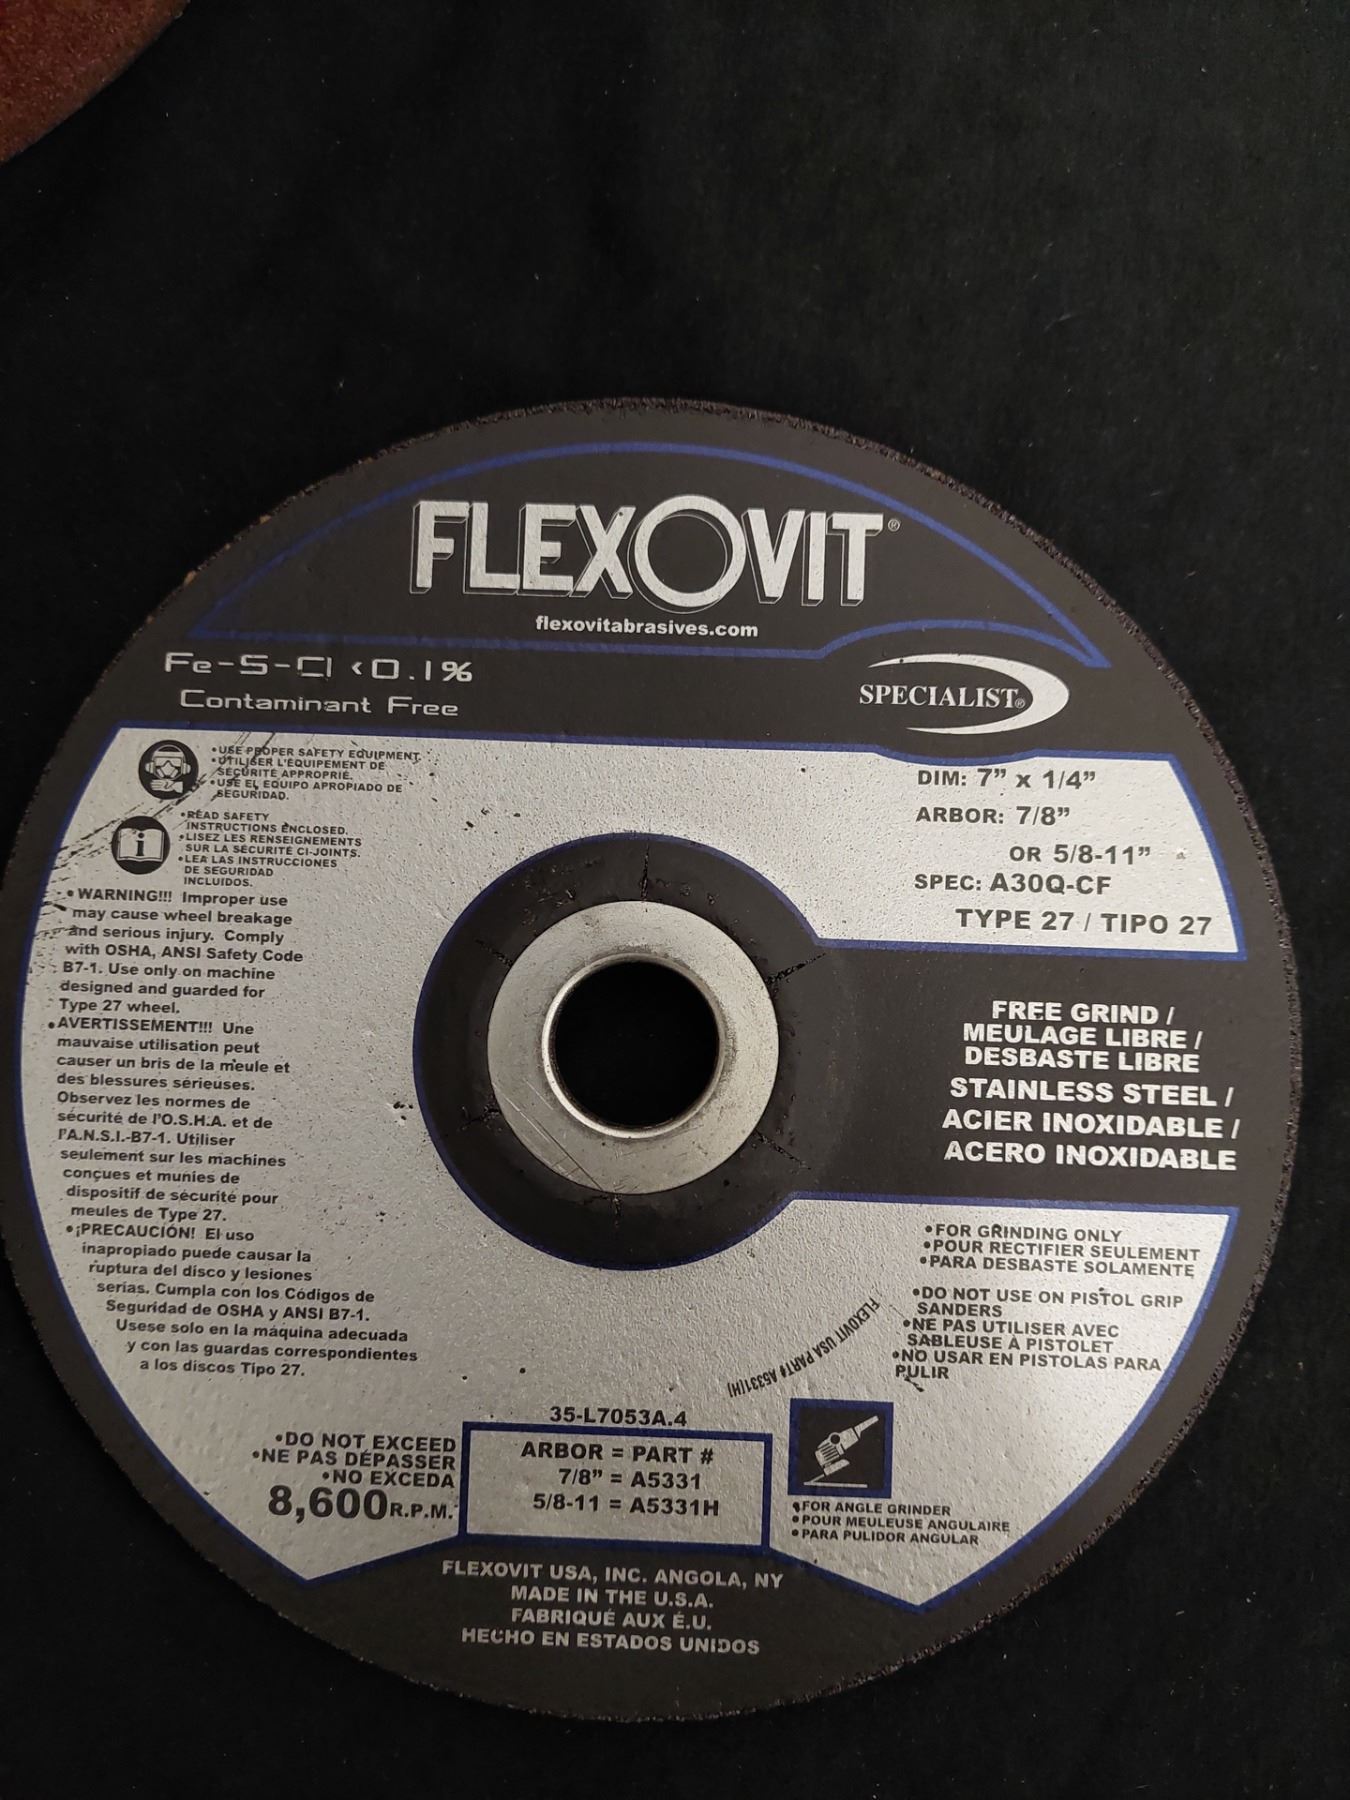 FLEXOVIT®
flexovitabrasives.com
Fe-S-Cl <0.1%
Contaminant Free
SPECIALIST®
•USE PROPER SAFETY EQUIPMENT.
•UTILISER L'ÉQUIPEMENT DE
SÉCURITÉ APPROPRIÉ.
•USE EL EQUIPO APROPIADO DE
SEGURIDAD.
•READ SAFETY
INSTRUCTIONS ENCLOSED.
•LISEZ LES RENSEIGNEMENTS
SUR LA SÉCURITÉ CI-JOINTS.
•LEA LAS INSTRUCCIONES
DE SEGURIDAD
INCLUIDOS.
•WARNING!!! Improper use
may cause wheel breakage
and serious injury. Comply
with OSHA, ANSI Safety Code
B7-1. Use only on machine
designed and guarded for
Type 27 wheel.
•AVERTISSEMENT!!! Une
mauvaise utilisation peut
causer un bris de la meule et
des blessures sérieuses.
Observez les normes de
sécurité de l'O.S.H.A. et de
l'A.N.S.I.-B7-1. Utiliser
seulement sur les machines
conçues et munies de
dispositif de sécurité pour
meules de Type 27.
•¡PRECAUCIÓN! El uso
inapropiado puede causar la
ruptura del disco y lesiones
serias. Cumpla con los Códigos de
Seguridad de OSHA y ANSI B7-1.
Usese solo en la máquina adecuada
y con las guardas correspondientes
a los discos Tipo 27.
DIM: 7” x 1/4”
ARBOR: 7/8”
OR 5/8-11”
SPEC: A30Q-CF
TYPE 27 / TIPO 27
FREE GRIND /
MEULAGE LIBRE /
DESBASTE LIBRE
STAINLESS STEEL /
ACIER INOXIDABLE /
ACERO INOXIDABLE
•FOR GRINDING ONLY
•POUR RECTIFIER SEULEMENT
•PARA DESBASTE SOLAMENTE
•DO NOT USE ON PISTOL GRIP
SANDERS
•NE PAS UTILISER AVEC
SABLEUSE À PISTOLET
•NO USAR EN PISTOLAS PARA
PULIR
FLEXOVIT USA PART# A5331(H)
35-L7053A.4
•DO NOT EXCEED
•NE PAS DÉPASSER
•NO EXCEDA
8,600 R.P.M.
ARBOR = PART #
7/8” = A5331
5/8-11 = A5331H
•FOR ANGLE GRINDER
•POUR MEULEUSE ANGULAIRE
•PARA PULIDOR ANGULAR
FLEXOVIT USA, INC. ANGOLA, NY
MADE IN THE U.S.A.
FABRIQUÉ AUX É.U.
HECHO EN ESTADOS UNIDOS